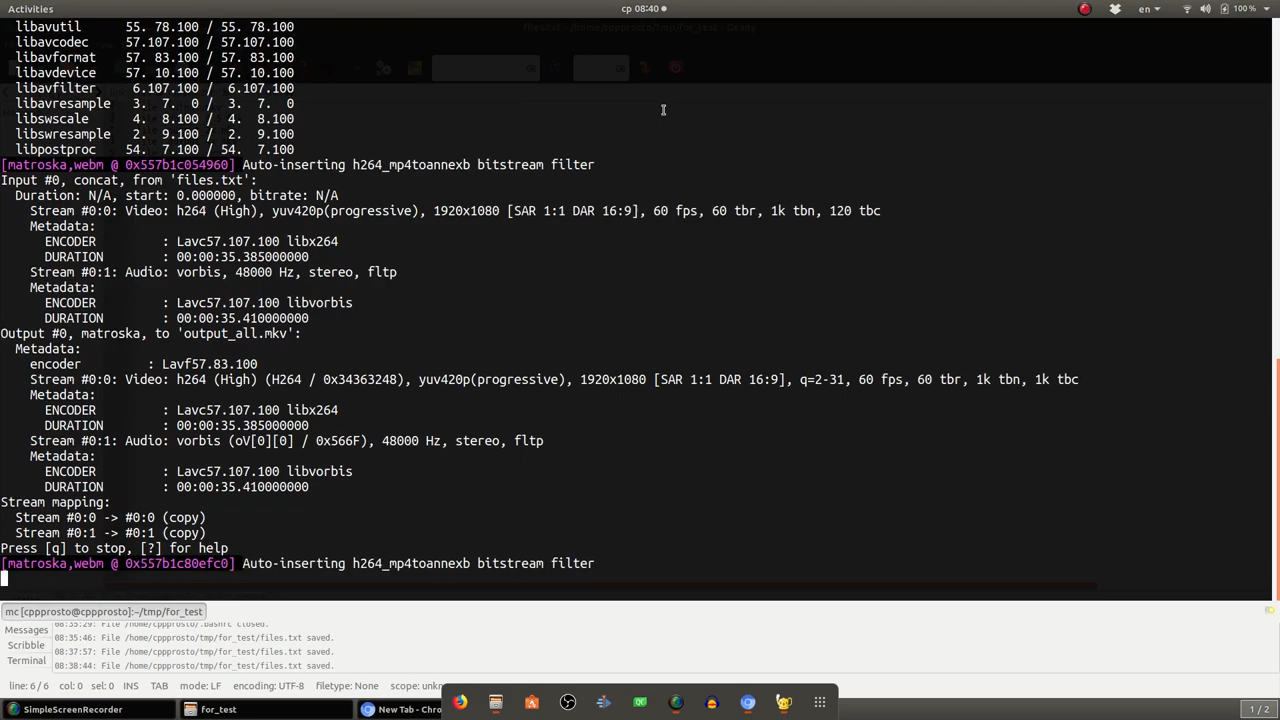 Activities
ср 08:40
en
100 %
libavutil      55. 78.100 / 55. 78.100
libavcodec     57.107.100 / 57.107.100
libavformat    57. 83.100 / 57. 83.100
libavdevice    57. 10.100 / 57. 10.100
libavfilter     6.107.100 /  6.107.100
libavresample   3.  7.  0 /  3.  7.  0
libswscale      4.  8.100 /  4.  8.100
libswresample   2.  9.100 /  2.  9.100
libpostproc    54.  7.100 / 54.  7.100
[matroska,webm @ 0x557b1c054960] Auto-inserting h264_mp4toannexb bitstream filter
Input #0, concat, from 'files.txt':
Duration: N/A, start: 0.000000, bitrate: N/A
Stream #0:0: Video: h264 (High), yuv420p(progressive), 1920x1080 [SAR 1:1 DAR 16:9], 60 fps, 60 tbr, 1k tbn, 120 tbc
Metadata:
ENCODER         : Lavc57.107.100 libx264
DURATION        : 00:00:35.385000000
Stream #0:1: Audio: vorbis, 48000 Hz, stereo, fltp
Metadata:
ENCODER         : Lavc57.107.100 libvorbis
DURATION        : 00:00:35.410000000
Output #0, matroska, to 'output_all.mkv':
Metadata:
encoder         : Lavf57.83.100
Stream #0:0: Video: h264 (High) (H264 / 0x34363248), yuv420p(progressive), 1920x1080 [SAR 1:1 DAR 16:9], q=2-31, 60 fps, 60 tbr, 1k tbn, 1k tbc
Metadata:
ENCODER         : Lavc57.107.100 libx264
DURATION        : 00:00:35.385000000
Stream #0:1: Audio: vorbis (oV[0][0] / 0x566F), 48000 Hz, stereo, fltp
Metadata:
ENCODER         : Lavc57.107.100 libvorbis
DURATION        : 00:00:35.410000000
Stream mapping:
Stream #0:0 -> #0:0 (copy)
Stream #0:1 -> #0:1 (copy)
Press [q] to stop, [?] for help
[matroska,webm @ 0x557b1c80efc0] Auto-inserting h264_mp4toannexb bitstream filter
mc [cppprosto@cppprosto]:~/tmp/for_test
Messages
Scribble
Terminal
08:35:29: File /home/cppprosto/.bashrc closed.
08:35:46: File /home/cppprosto/tmp/for_test/files.txt saved.
08:37:57: File /home/cppprosto/tmp/for_test/files.txt saved.
08:38:44: File /home/cppprosto/tmp/for_test/files.txt saved.
line: 6 / 6   col: 0   sel: 0   INS   TAB   mode: LF   encoding: UTF-8   filetype: None   scope:
SimpleScreenRecorder
for_test
New Tab - Chro
1 / 2